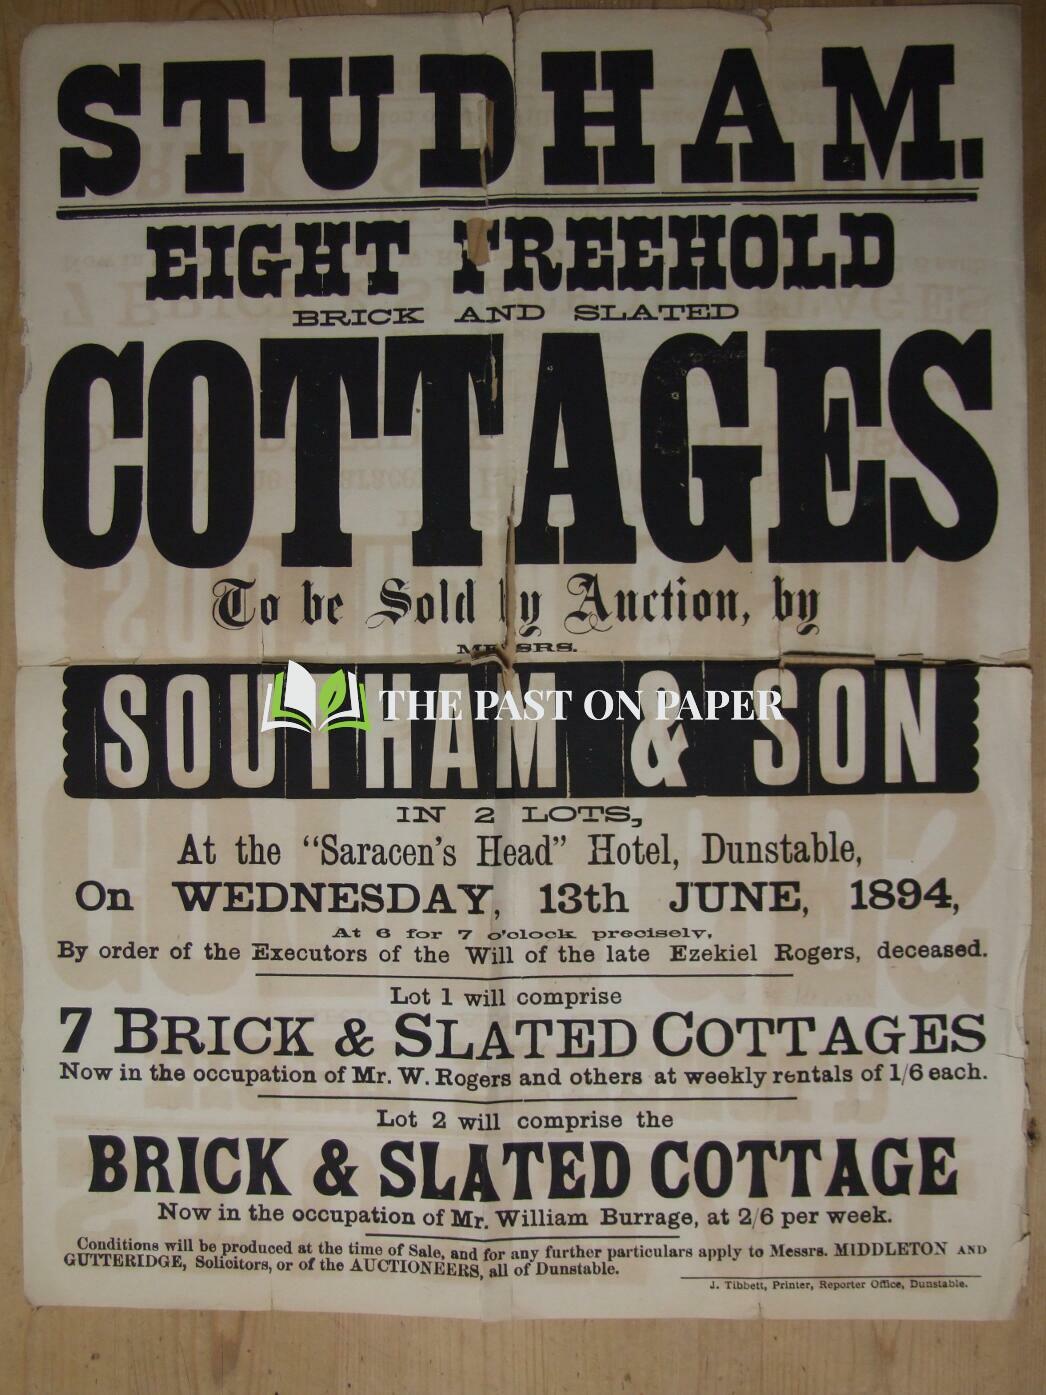 STUDHAM.
EIGHT FREEHOLD
BRICK AND SLATED
COTTAGES
To be Sold by Auction, by
MESSRS.
SOUTHAM & SON
THE PAST ON PAPER
IN 2 LOTS,
At the "Saracen's Head" Hotel, Dunstable,
On WEDNESDAY, 13th JUNE, 1894,
At 6 for 7 o'clock precisely,
By order of the Executors of the Will of the late Ezekiel Rogers, deceased.
Lot 1 will comprise
7 BRICK & SLATED COTTAGES
Now in the occupation of Mr. W. Rogers and others at weekly rentals of 1/6 each.
Lot 2 will comprise the
BRICK & SLATED COTTAGE
Now in the occupation of Mr. William Burrage, at 2/6 per week.
Conditions will be produced at the time of Sale, and for any further particulars apply to Messrs. MIDDLETON AND
GUTTERIDGE, Solicitors, or of the AUCTIONEERS, all of Dunstable.
J. Tibbett, Printer, Reporter Office, Dunstable.